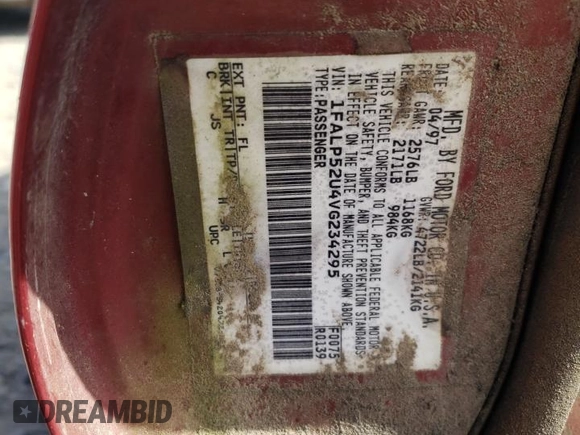 MFD. BY FORD MOTOR CO. IN U.S.A.
DATE: 04/97 GVWR: 4722LB/2141KG
FRONT GAWR: 2576LB 1168KG
REAR GAWR: 2171LB 984KG
THIS VEHICLE CONFORMS TO ALL APPLICABLE FEDERAL MOTOR
VEHICLE SAFETY, BUMPER, AND THEFT PREVENTION STANDARDS
IN EFFECT ON THE DATE OF MANUFACTURE SHOWN ABOVE.
VIN: 1FALP52U4VG234295
TYPE: PASSENGER
F0075
R0139
EXT PNT: FL
BRK INT TR TP/
C JS H SR L
UPC
DREAMBID